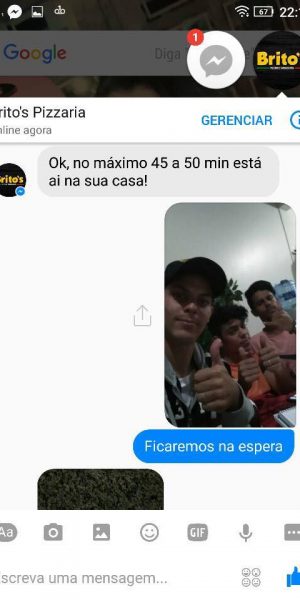 67 22:
Google
Diga
1
Brito's
rito's Pizzaria
nline agora
GERENCIAR
Ok, no máximo 45 a 50 min está
ai na sua casa!
Brito's
Ficaremos na espera
Aa
GIF
screva uma mensagem...